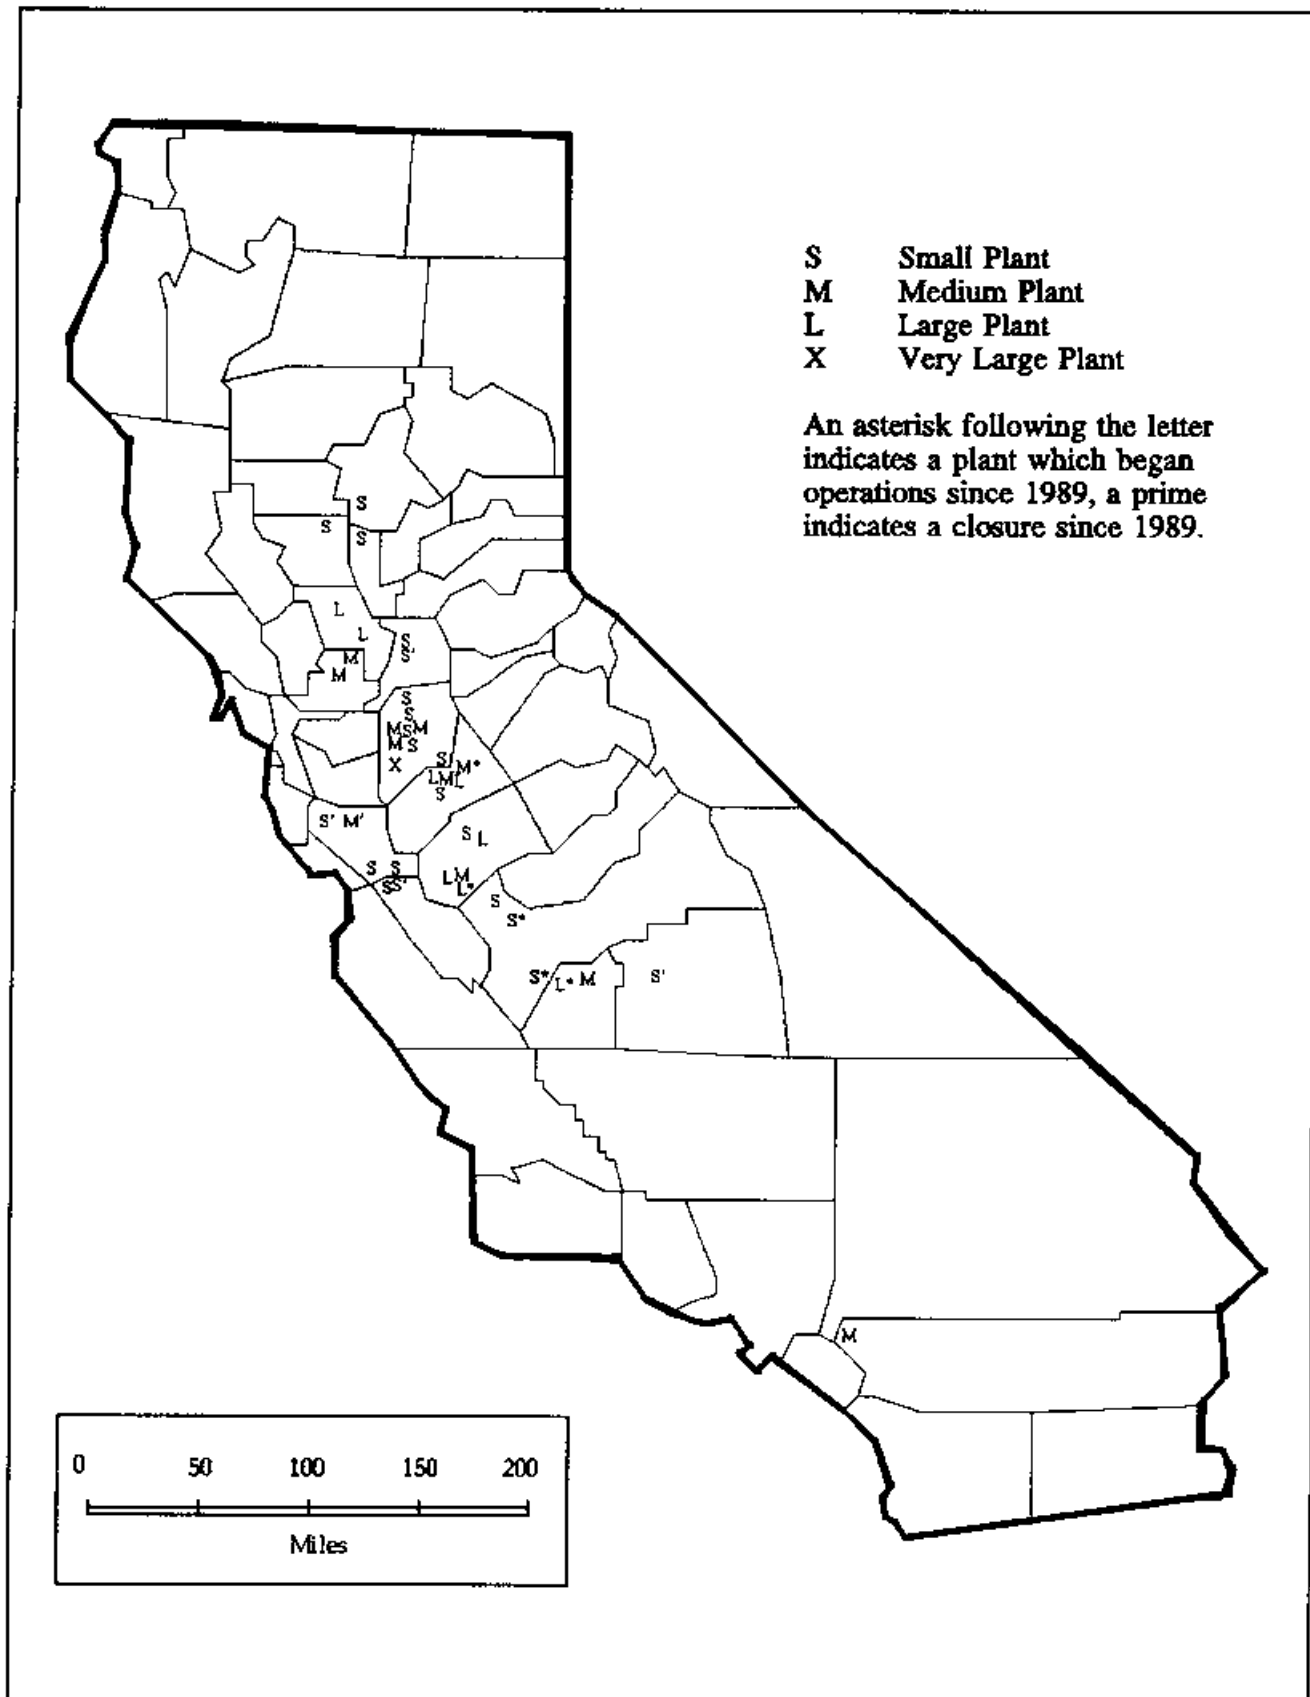 S Small Plant
M Medium Plant
L Large Plant
X Very Large Plant
An asterisk following the letter
indicates a plant which began
operations since 1989, a prime
indicates a closure since 1989.
S
S
S
L
L
S
S'
M
M
S
S
M S M
M S
X
S
M*
L M L
S
S' M'
S L
S S
L M
L*
S
S*
S* L* M
S'
M
0 50 100 150 200
Miles